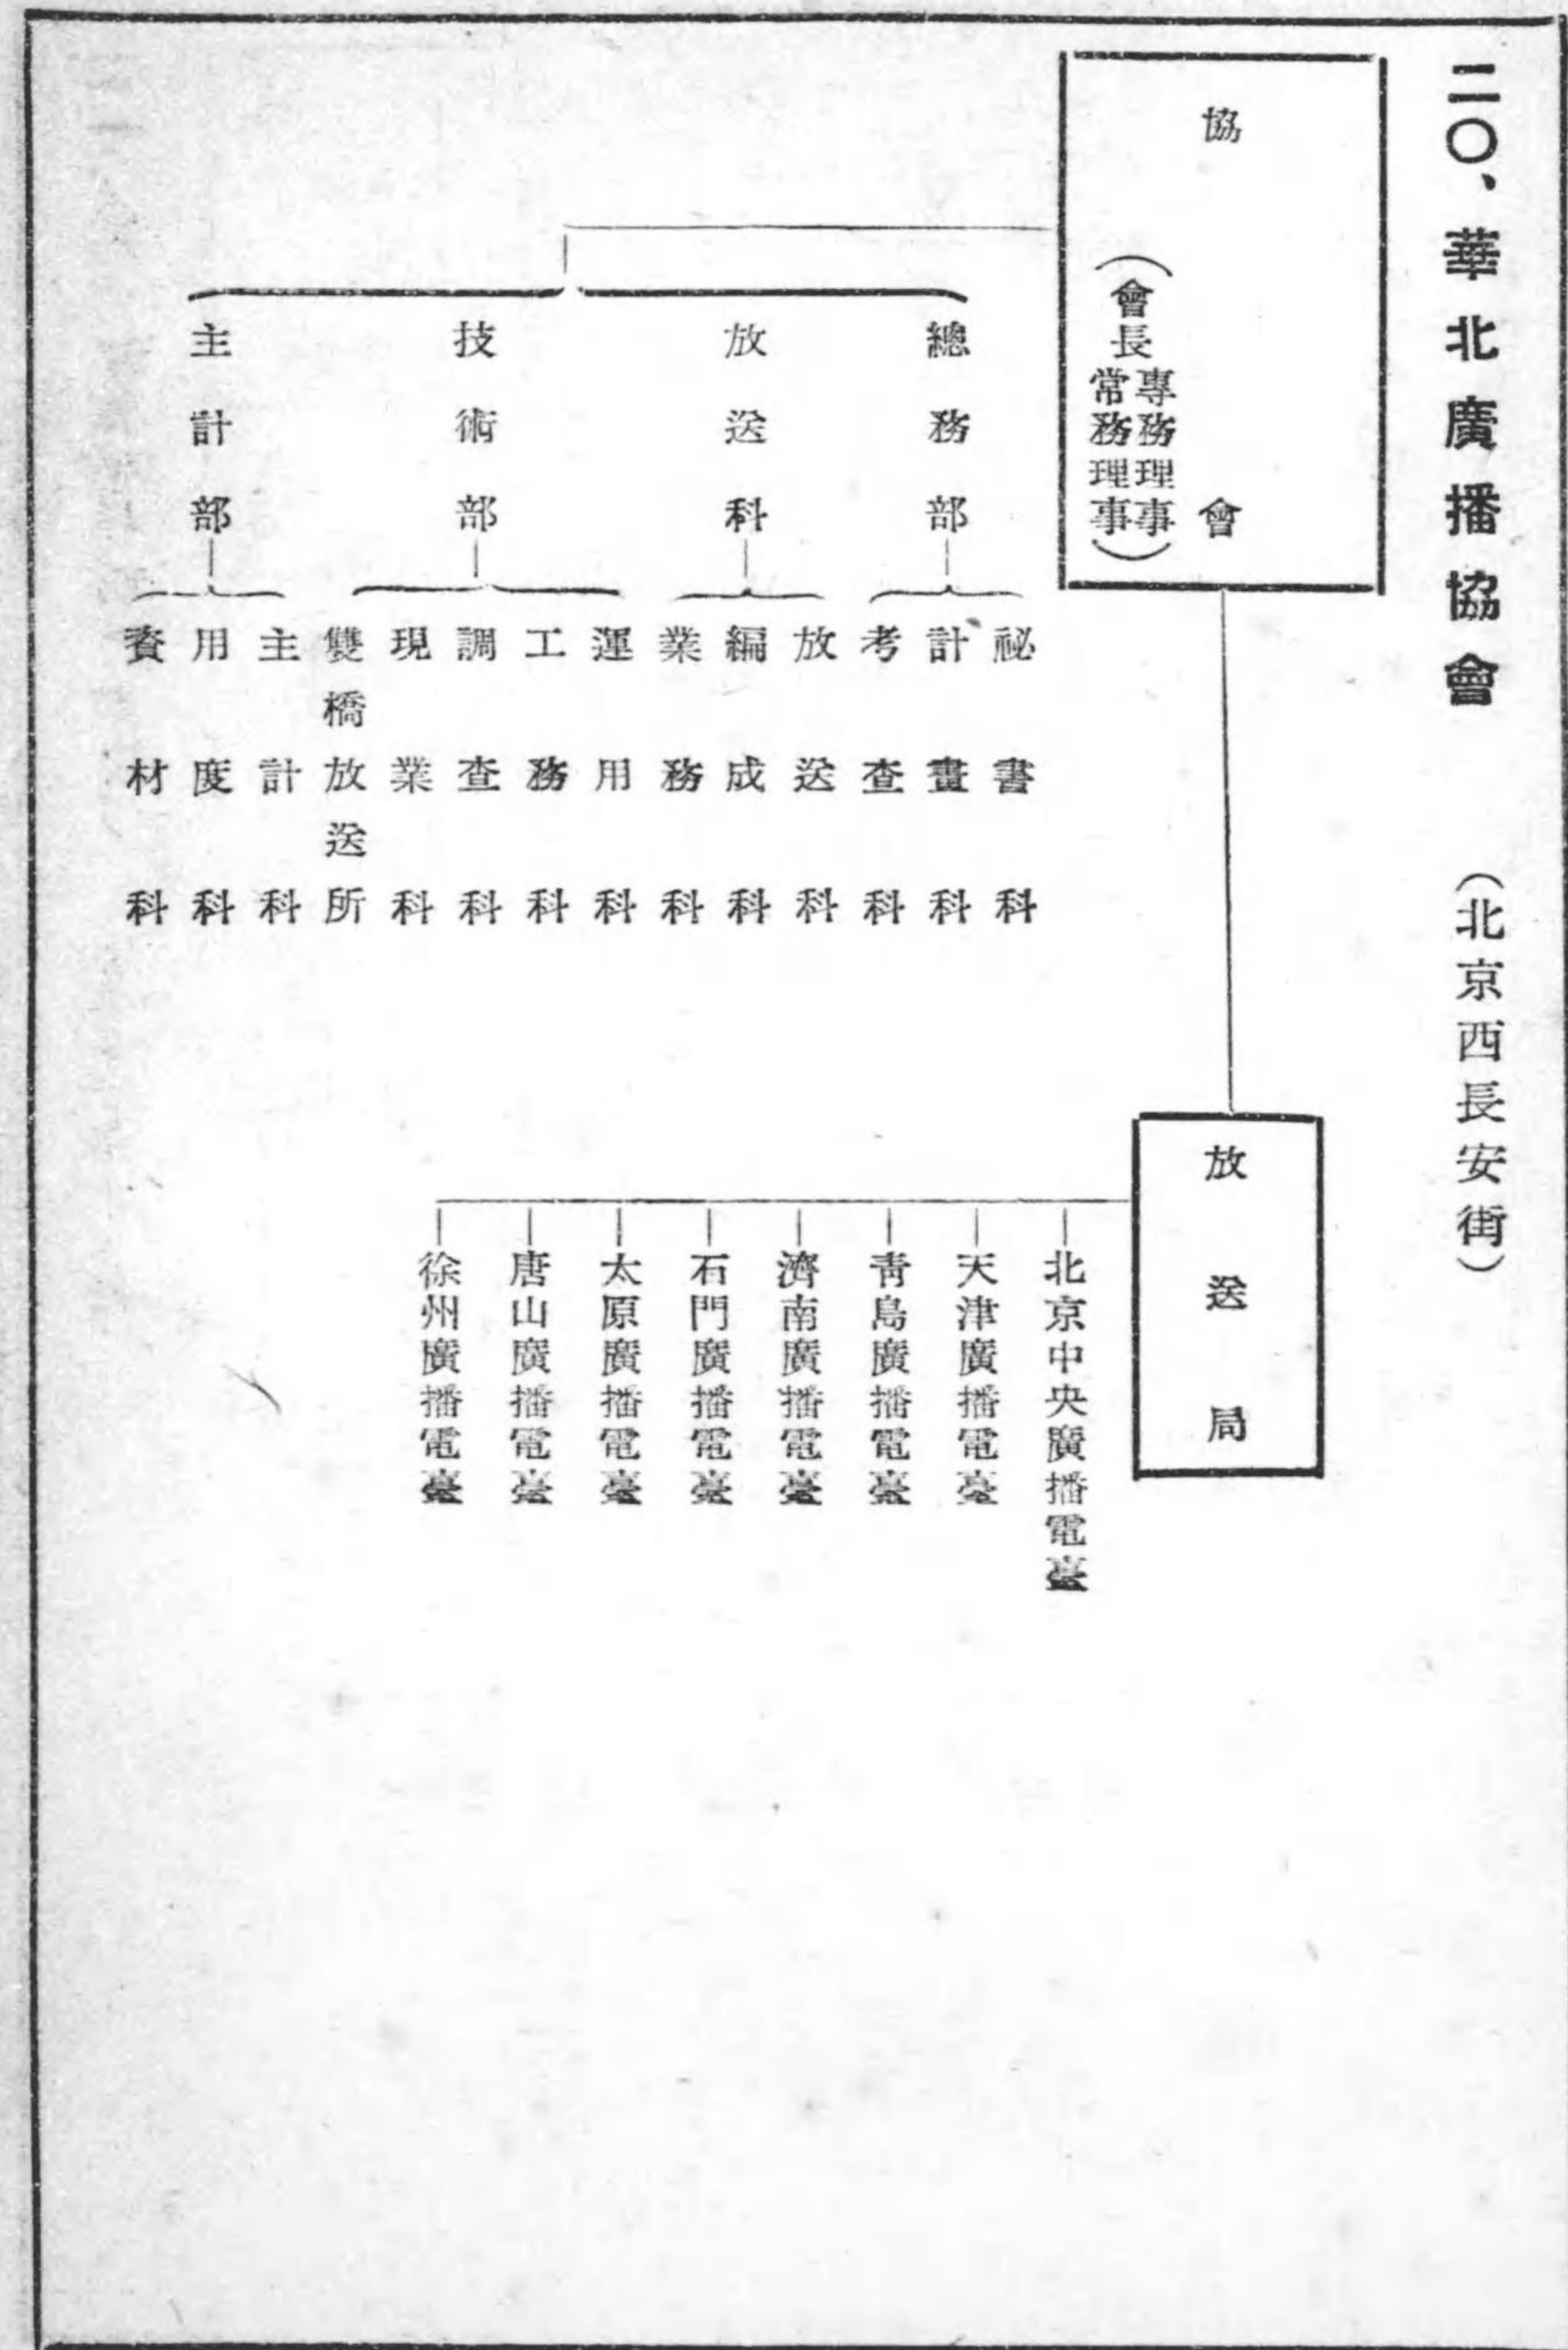 二〇、華北廣播協會
(北京西長安街)
協會
(會長
專務理事
常務理事)
總務部
放送科
技術部
主計部
祕書科
計畫科
考查科
放送科
編成科
業務科
運用科
工務科
調查科
現業科
雙橋放送所
主計科
用度科
資材科
放送局
北京中央廣播電臺
天津廣播電臺
青島廣播電臺
濟南廣播電臺
石門廣播電臺
太原廣播電臺
唐山廣播電臺
徐州廣播電臺